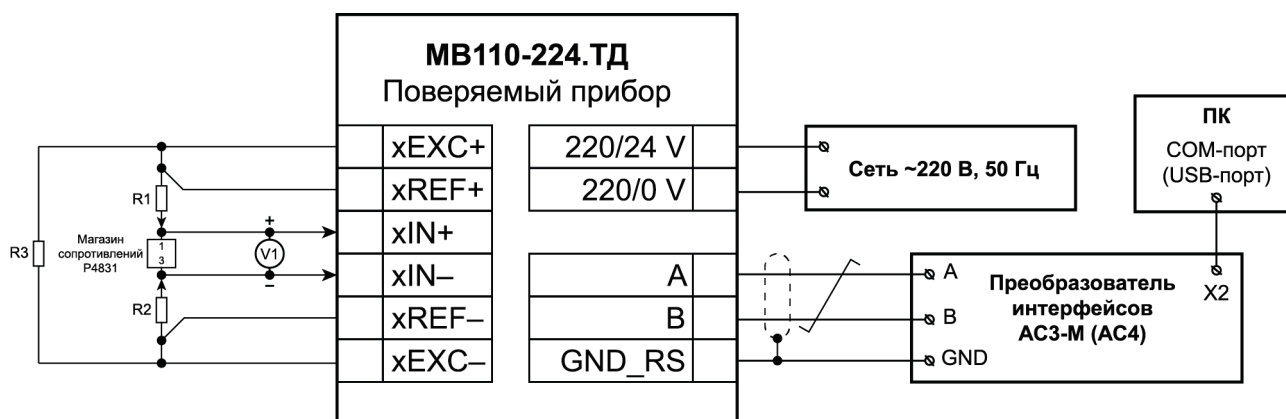 МВ110-224.ТД
Поверяемый прибор
xEXC+
xREF+
xIN+
xIN–
xREF–
xEXC–
220/24 V
220/0 V
A
B
GND_RS
R1
R3
Магазин
сопротивлений
P4831
1
3
R2
+
V1
–
Сеть ~220 В, 50 Гц
ПК
COM-порт
(USB-порт)
A
B
GND
X2
Преобразователь
интерфейсов
АС3-М (АС4)